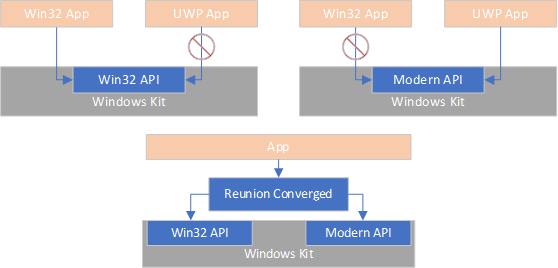 Win32 App
UWP App
Win32 App
UWP App
Win32 API
Windows Kit
Modern API
Windows Kit
App
Reunion Converged
Win32 API
Modern API
Windows Kit